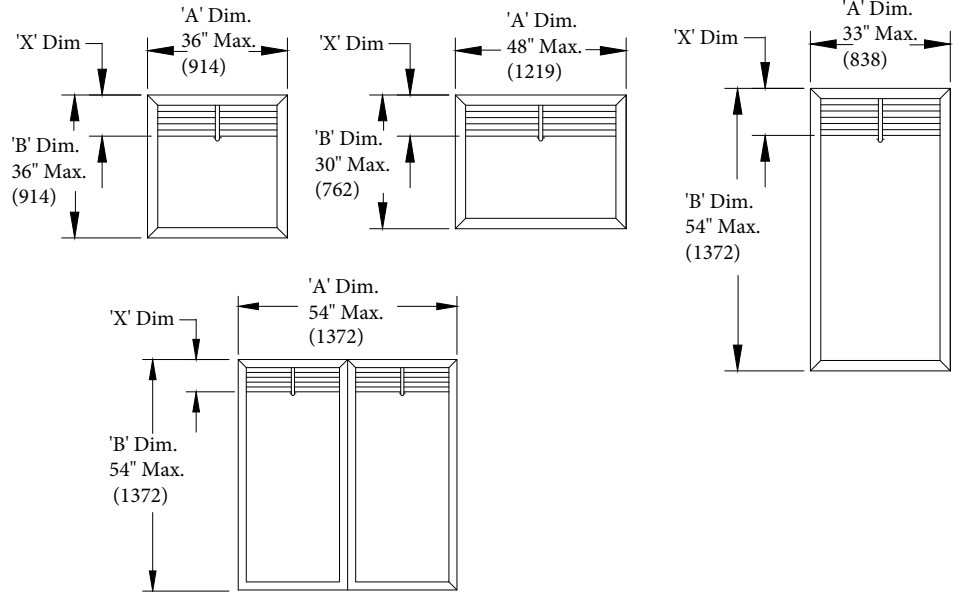 'X' Dim
'A' Dim.
36" Max.
(914)
'B' Dim.
36" Max.
(914)
'X' Dim
'A' Dim.
48" Max.
(1219)
'B' Dim.
30" Max.
(762)
'X' Dim
'A' Dim.
33" Max.
(838)
'B' Dim.
54" Max.
(1372)
'X' Dim
'A' Dim.
54" Max.
(1372)
'B' Dim.
54" Max.
(1372)